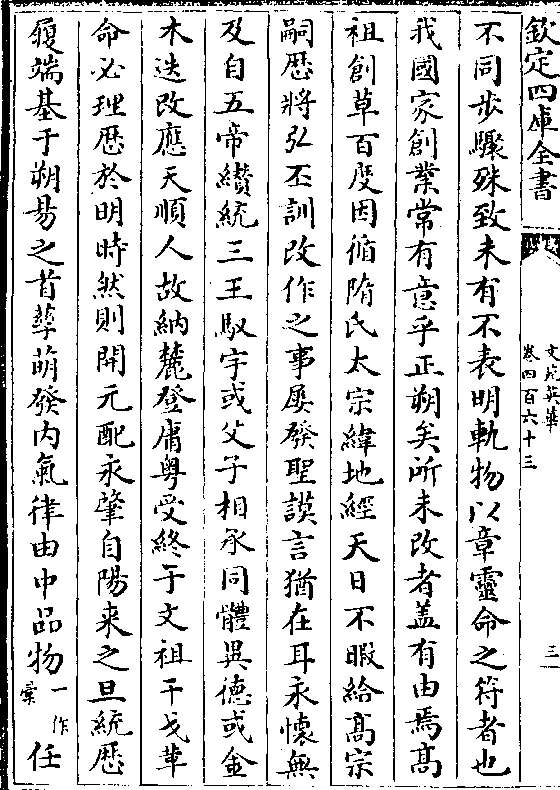 欽定四庫全書
文苑英華
卷四百六十三
三
不同步驟殊致未有不表明軌物以章靈命之符者也
我國家創業常有意乎正朔矣所未改者盖有由焉高
祖創草百度因循隋氏太宗緯地經天日不暇給高宗
嗣歴將弘丕訓改作之事屢發聖謨言猶在耳永懷無
及自五帝纉統三王馭宇或父子相承同體異德或金
木迭改應天順人故納麓登庸粤受終于文祖干戈革
命必理歴於明時然則開元配永肇自陽来之旦統歴
履端基于朔易之首孽萌發内氣律由中品物一作彚任